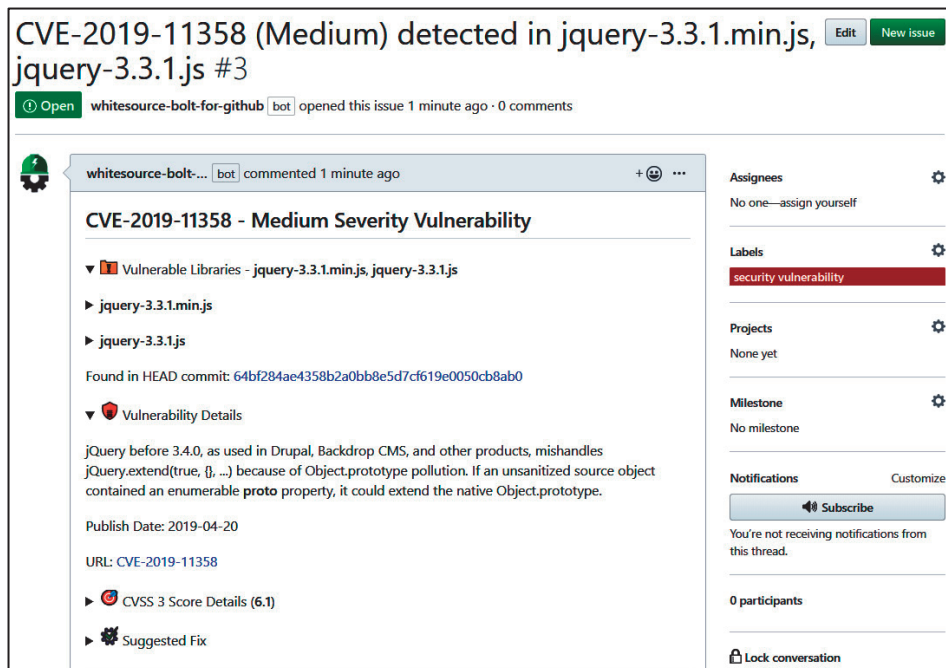 CVE-2019-11358 (Medium) detected in jquery-3.3.1.min.js,
jquery-3.3.1.js #3
Edit
New issue
Open
whitesource-bolt-for-github bot opened this issue 1 minute ago · 0 comments
whitesource-bolt-... bot commented 1 minute ago
CVE-2019-11358 - Medium Severity Vulnerability
Vulnerable Libraries - jquery-3.3.1.min.js, jquery-3.3.1.js
jquery-3.3.1.min.js
jquery-3.3.1.js
Found in HEAD commit: 64bf284ae4358b2a0bb8e5d7cf619e0050cb8ab0
Vulnerability Details
jQuery before 3.4.0, as used in Drupal, Backdrop CMS, and other products, mishandles
jQuery.extend(true, {}, ...) because of Object.prototype pollution. If an unsanitized source object
contained an enumerable proto property, it could extend the native Object.prototype.
Publish Date: 2019-04-20
URL: CVE-2019-11358
CVSS 3 Score Details (6.1)
Suggested Fix
Assignees
No one—assign yourself
Labels
security vulnerability
Projects
None yet
Milestone
No milestone
Notifications
Customize
Subscribe
You're not receiving notifications from
this thread.
0 participants
Lock conversation